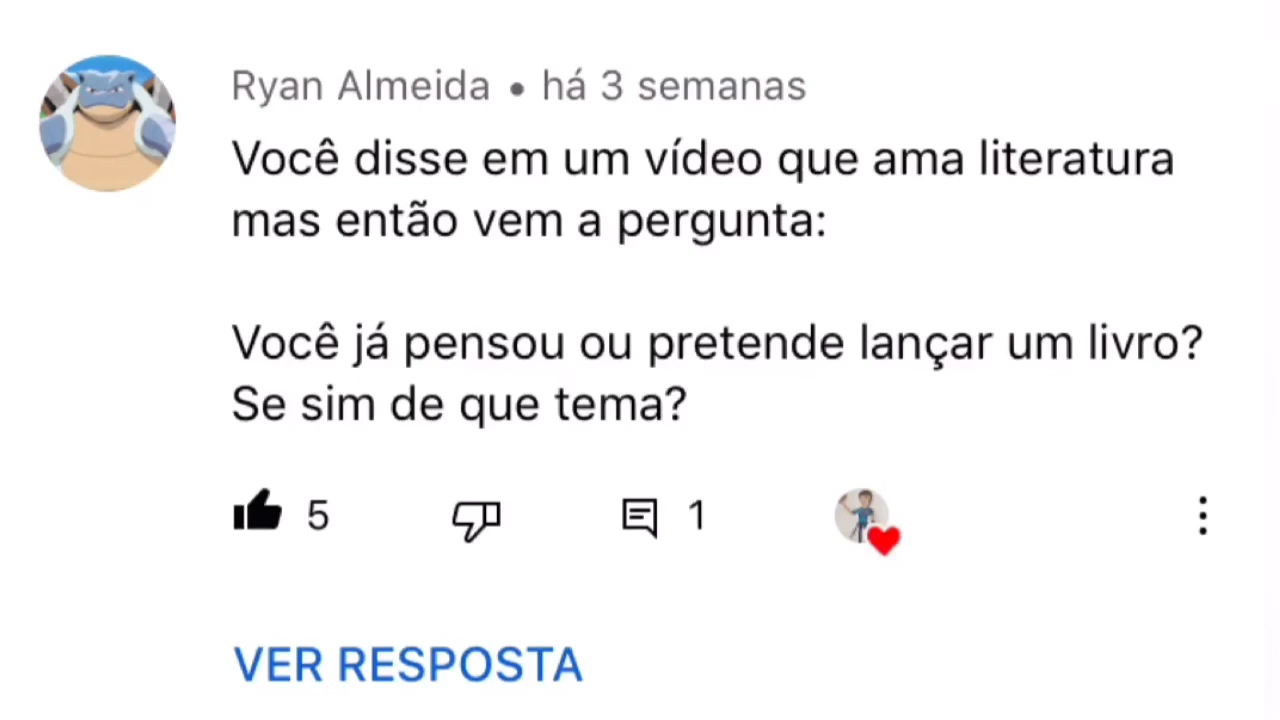 Ryan Almeida • há 3 semanas
Você disse em um vídeo que ama literatura
mas então vem a pergunta:
Você já pensou ou pretende lançar um livro?
Se sim de que tema?
5 1
VER RESPOSTA